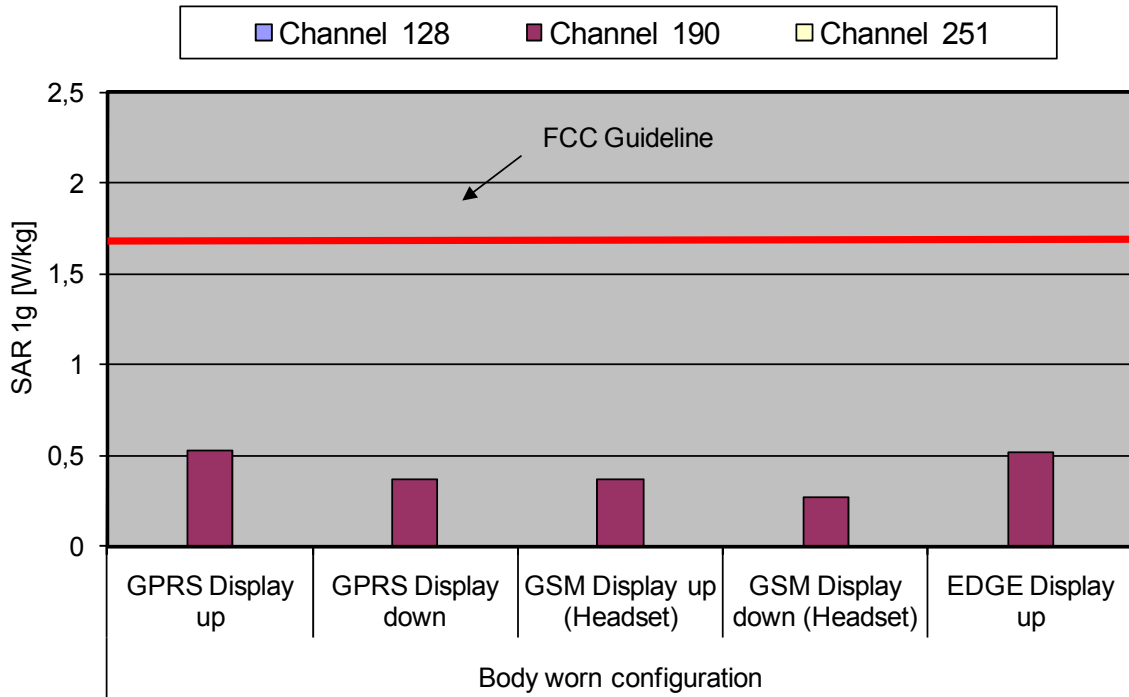 Channel 128 Channel 190 Channel 251
2,5
FCC Guideline
2
1,5
SAR 1g [W/kg]
1
0,5
0
GPRS Display up
GPRS Display down
GSM Display up (Headset)
GSM Display down (Headset)
EDGE Display up
Body worn configuration